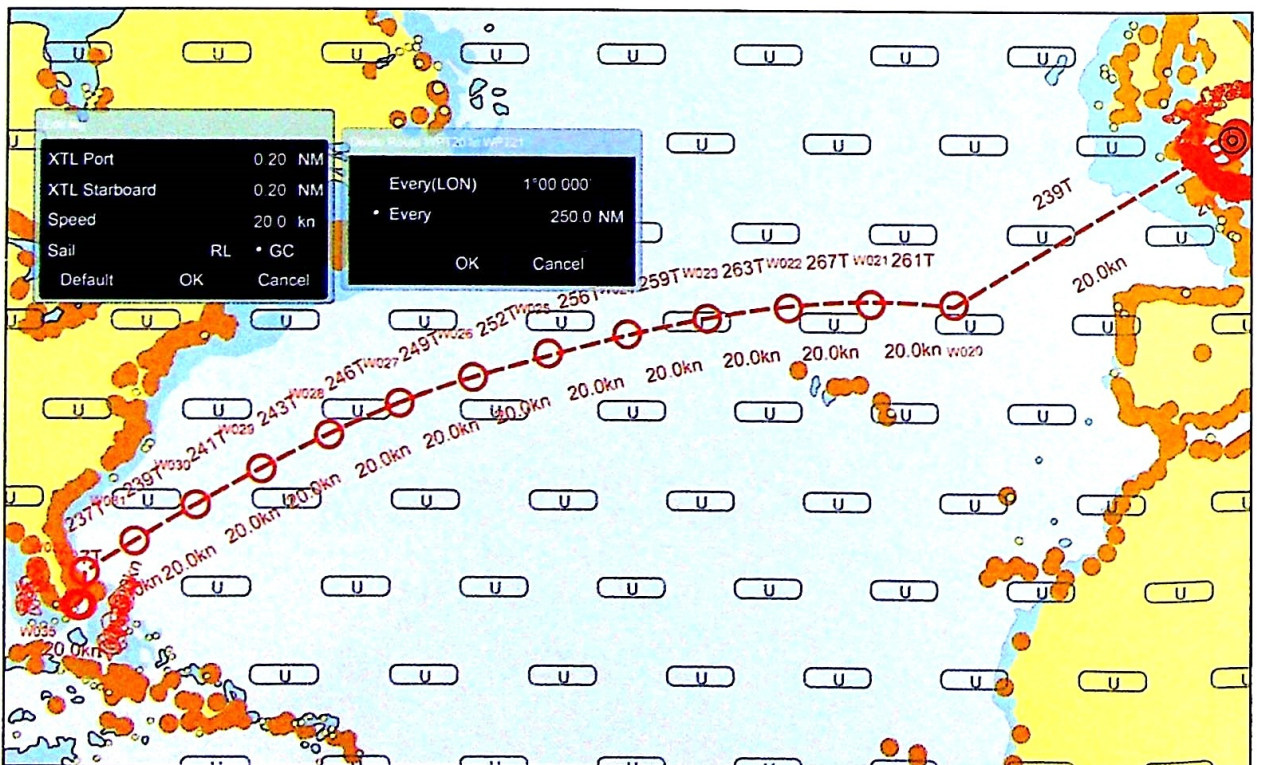 XTL Port 0 20 NM
XTL Starboard 0 20 NM
Speed 20 0 kn
Sail RL • GC
Default OK Cancel
Every(LON) 1°00 000'
• Every 250.0 NM
OK Cancel
239T
20.0kn
256T
259T W023 263T W022 267T W021 261T
252T
249T W026
246T W027
243T W028
241T W029
239T W030
237T W031
20.0kn W020
20.0kn
20.0kn
20.0kn
20.0kn
20.0kn
20.0kn
20.0kn
20.0kn
20.0kn
20.0kn
W035
20.0kn
U U U U U U U U
U U U U
U U U U
U U U U U U U U
U U U U U U U U
U U U U U U U U
U U U U U U U U
U U U U U U U U